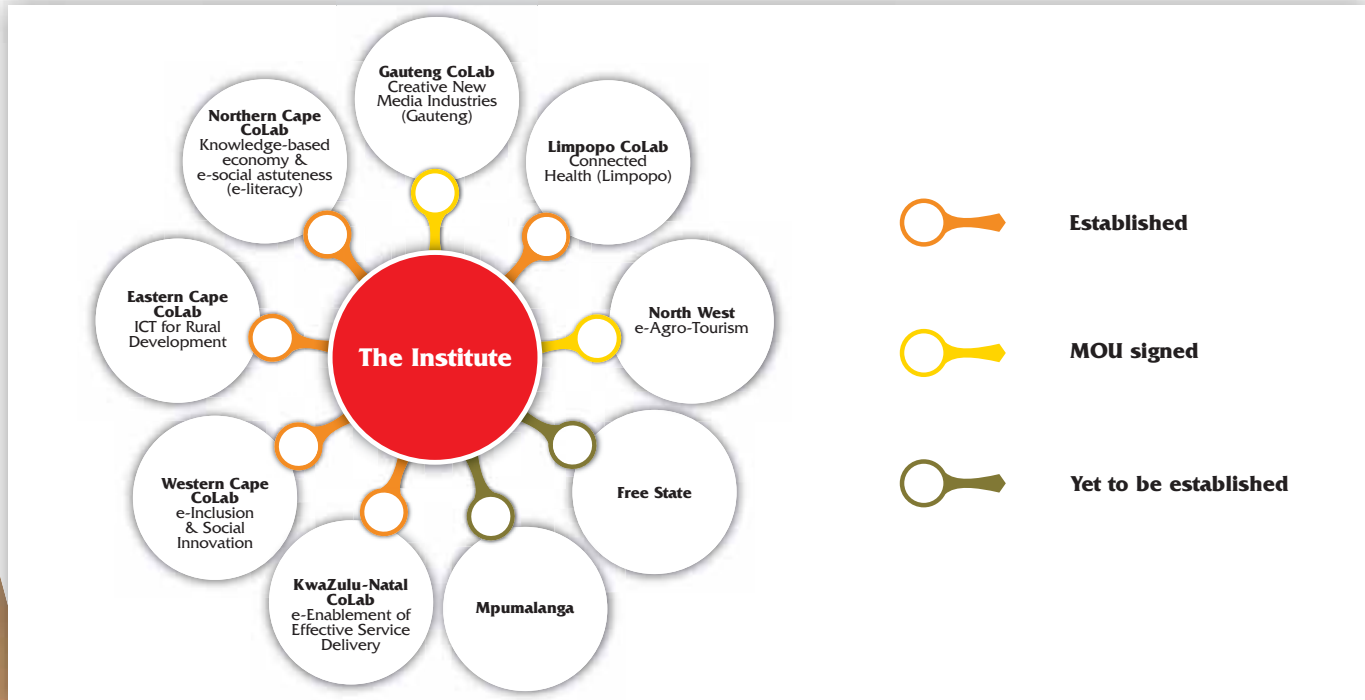 Gauteng CoLab
Creative New
Media Industries
(Gauteng)
Limpopo CoLab
Connected
Health (Limpopo)
North West
e-Agro-Tourism
Free State
Mpumalanga
KwaZulu-Natal
CoLab
e-Enablement of
Effective Service
Delivery
Western Cape
CoLab
e-Inclusion
& Social
Innovation
Eastern Cape
CoLab
ICT for Rural
Development
Northern Cape
CoLab
Knowledge-based
economy &
e-social astuteness
(e-literacy)
The Institute
Established
MOU signed
Yet to be established